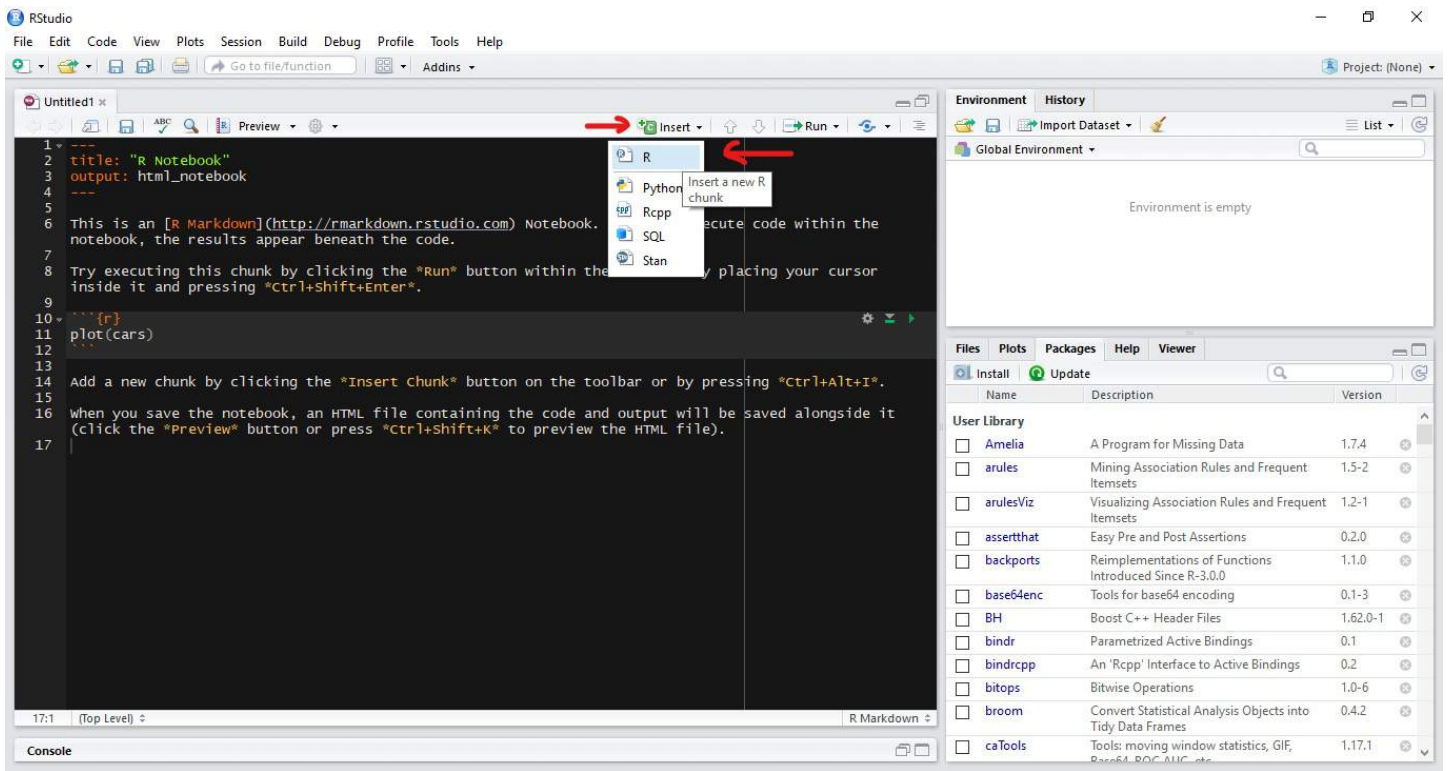 RStudio
File Edit Code View Plots Session Build Debug Profile Tools Help
Go to file/function Addins Project: (None)
Untitled1
ABC Preview Insert Run
1 ---
2 title: "R Notebook"
3 output: html_notebook
4 ---
5
6 This is an [R Markdown](http://rmarkdown.rstudio.com) Notebook. ecute code within the
notebook, the results appear beneath the code.
7
8 Try executing this chunk by clicking the *Run* button within the y placing your cursor
inside it and pressing *Ctrl+Shift+Enter*.
9
10 ```{r}
11 plot(cars)
12 ```
13
14 Add a new chunk by clicking the *Insert Chunk* button on the toolbar or by pressing *Ctrl+Alt+I*.
15
16 When you save the notebook, an HTML file containing the code and output will be saved alongside it
(click the *Preview* button or press *Ctrl+Shift+K* to preview the HTML file).
17
R
Python
Rcpp
SQL
Stan
Insert a new R
chunk
17:1 (Top Level) R Markdown
Console
Environment History
Import Dataset List
Global Environment
Environment is empty
Files Plots Packages Help Viewer
Install Update
Name Description Version
User Library
Amelia A Program for Missing Data 1.7.4
arules Mining Association Rules and Frequent 1.5-2
Itemsets
arulesViz Visualizing Association Rules and Frequent 1.2-1
Itemsets
assertthat Easy Pre and Post Assertions 0.2.0
backports Reimplementations of Functions 1.1.0
Introduced Since R-3.0.0
base64enc Tools for base64 encoding 0.1-3
BH Boost C++ Header Files 1.62.0-1
bindr Parametrized Active Bindings 0.1
bindrcpp An 'Rcpp' Interface to Active Bindings 0.2
bitops Bitwise Operations 1.0-6
broom Convert Statistical Analysis Objects into 0.4.2
Tidy Data Frames
caTools Tools: moving window statistics, GIF, 1.17.1
Base64, ROC AUC, etc.